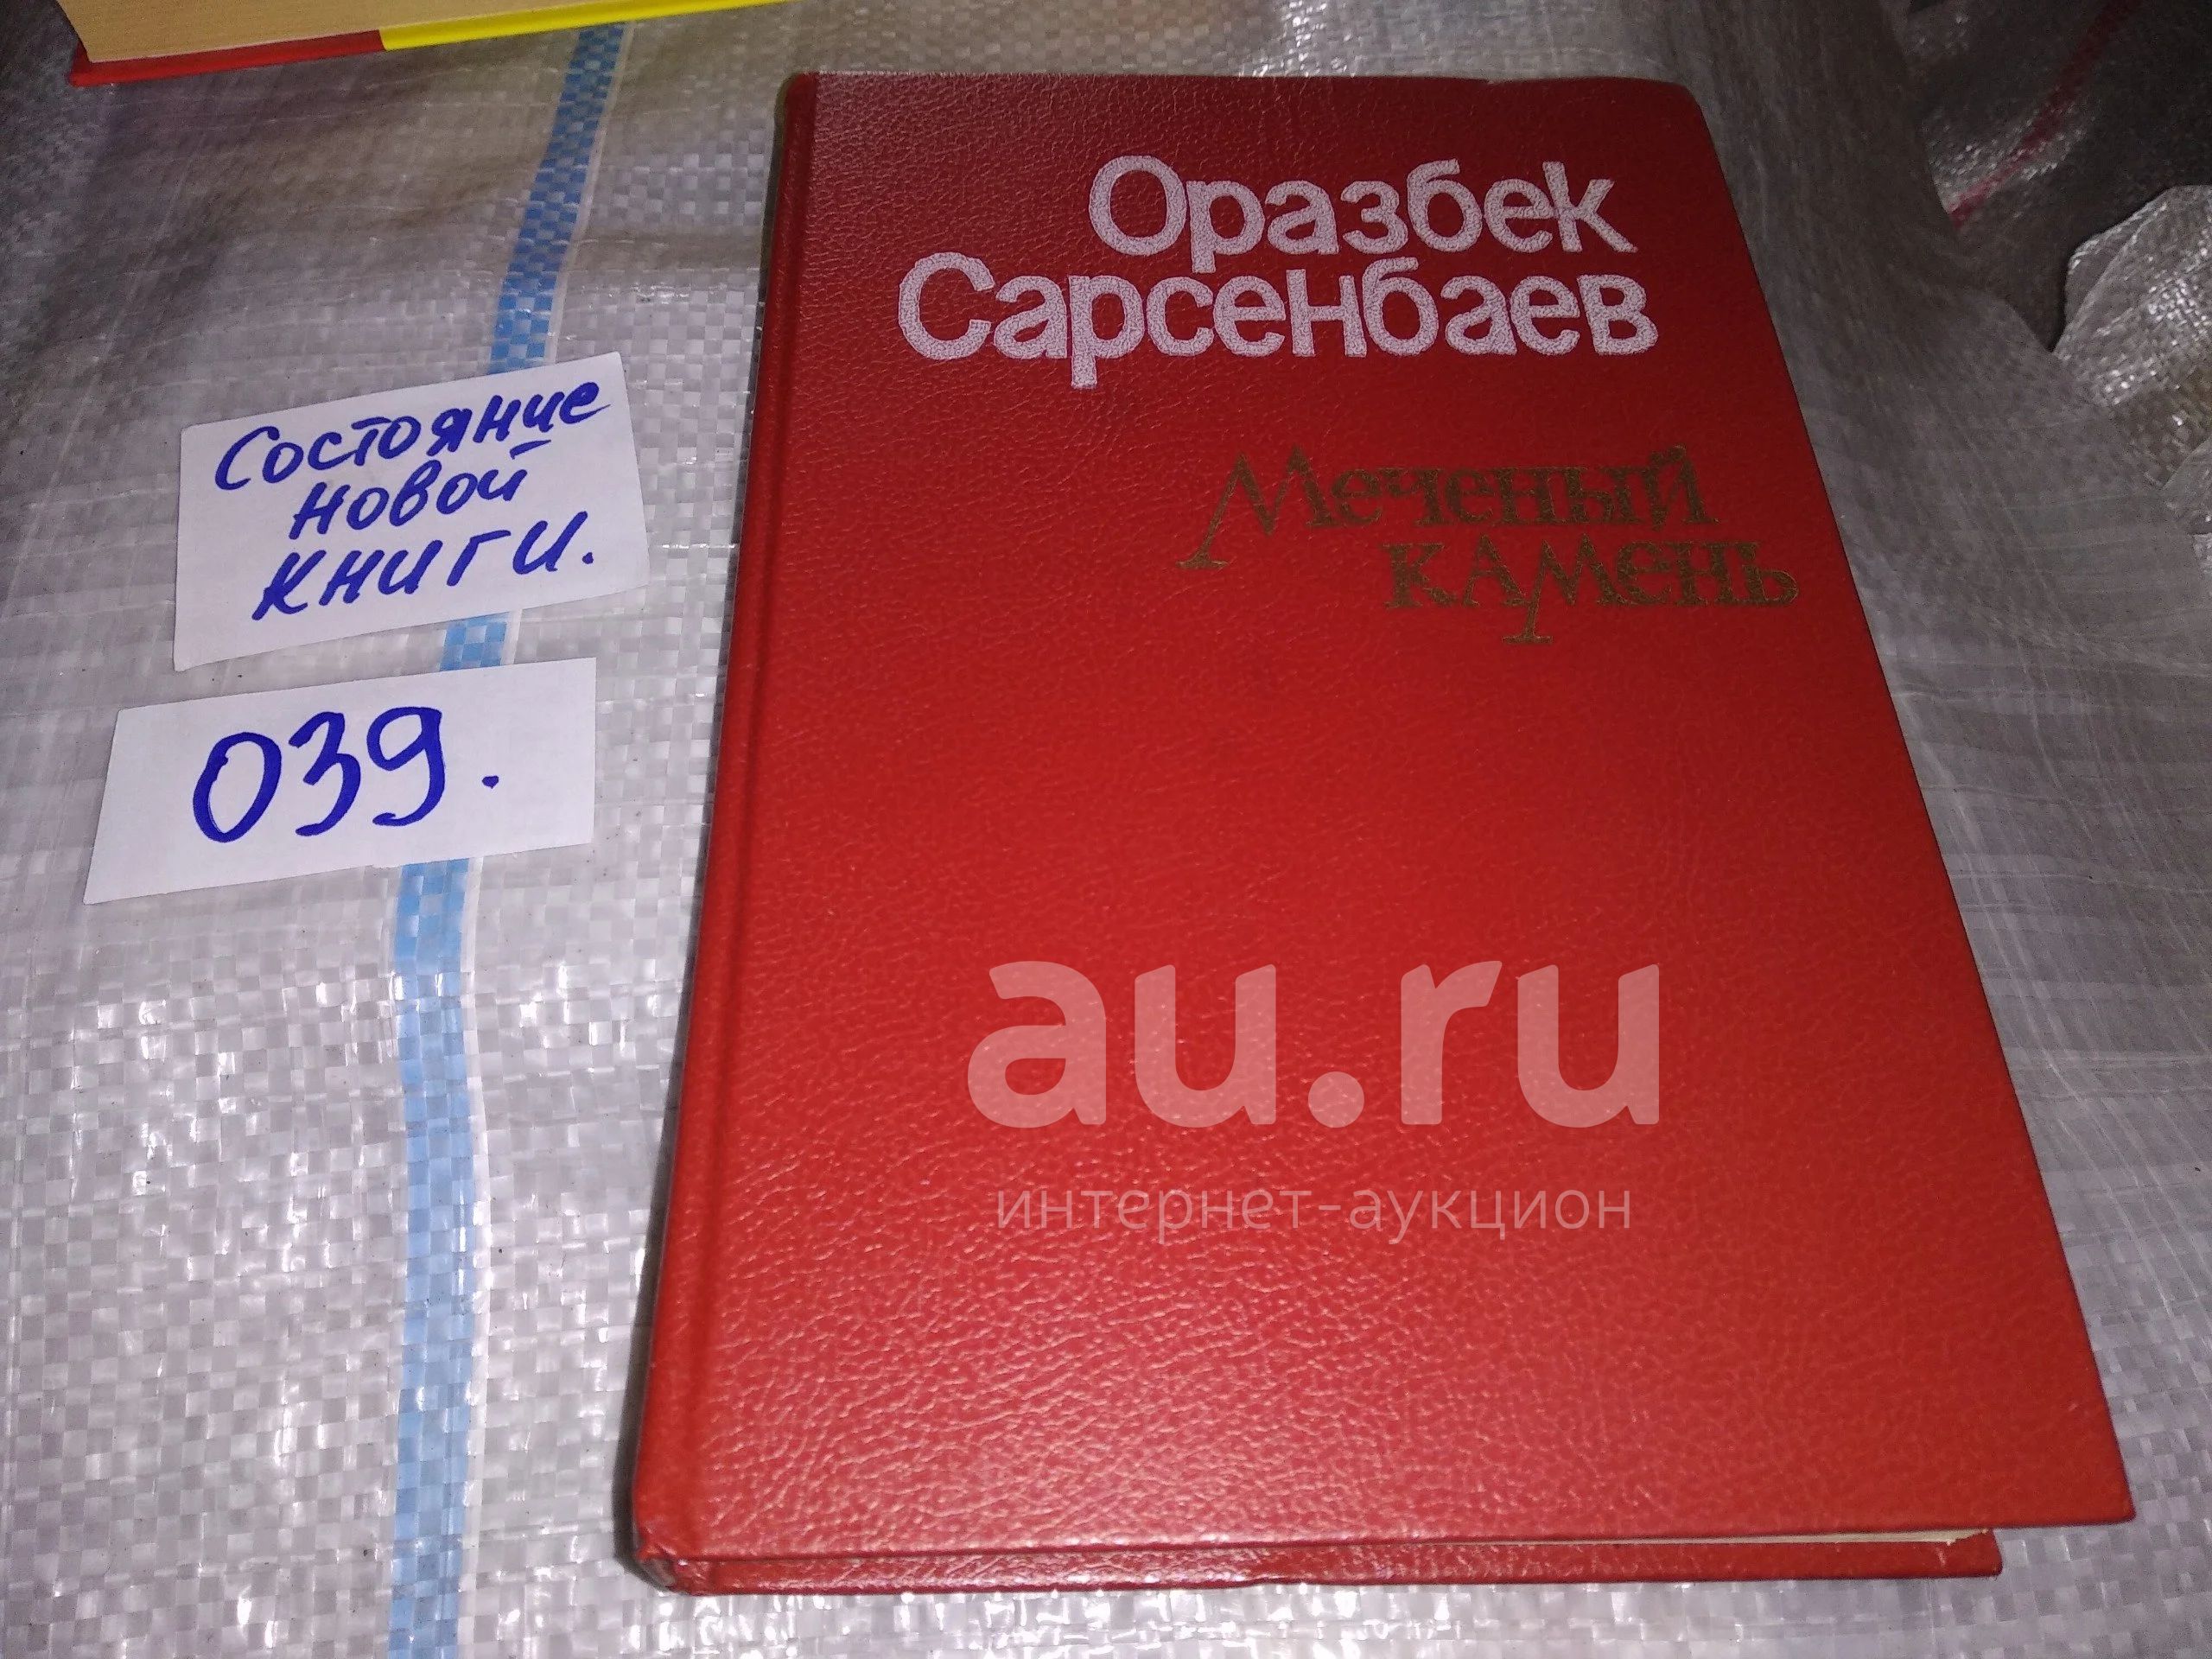 Оразбек
Сарсенбаев
Меченый
камень
Состояние
новой
книги.
039.
au.ru
интернет-аукцион